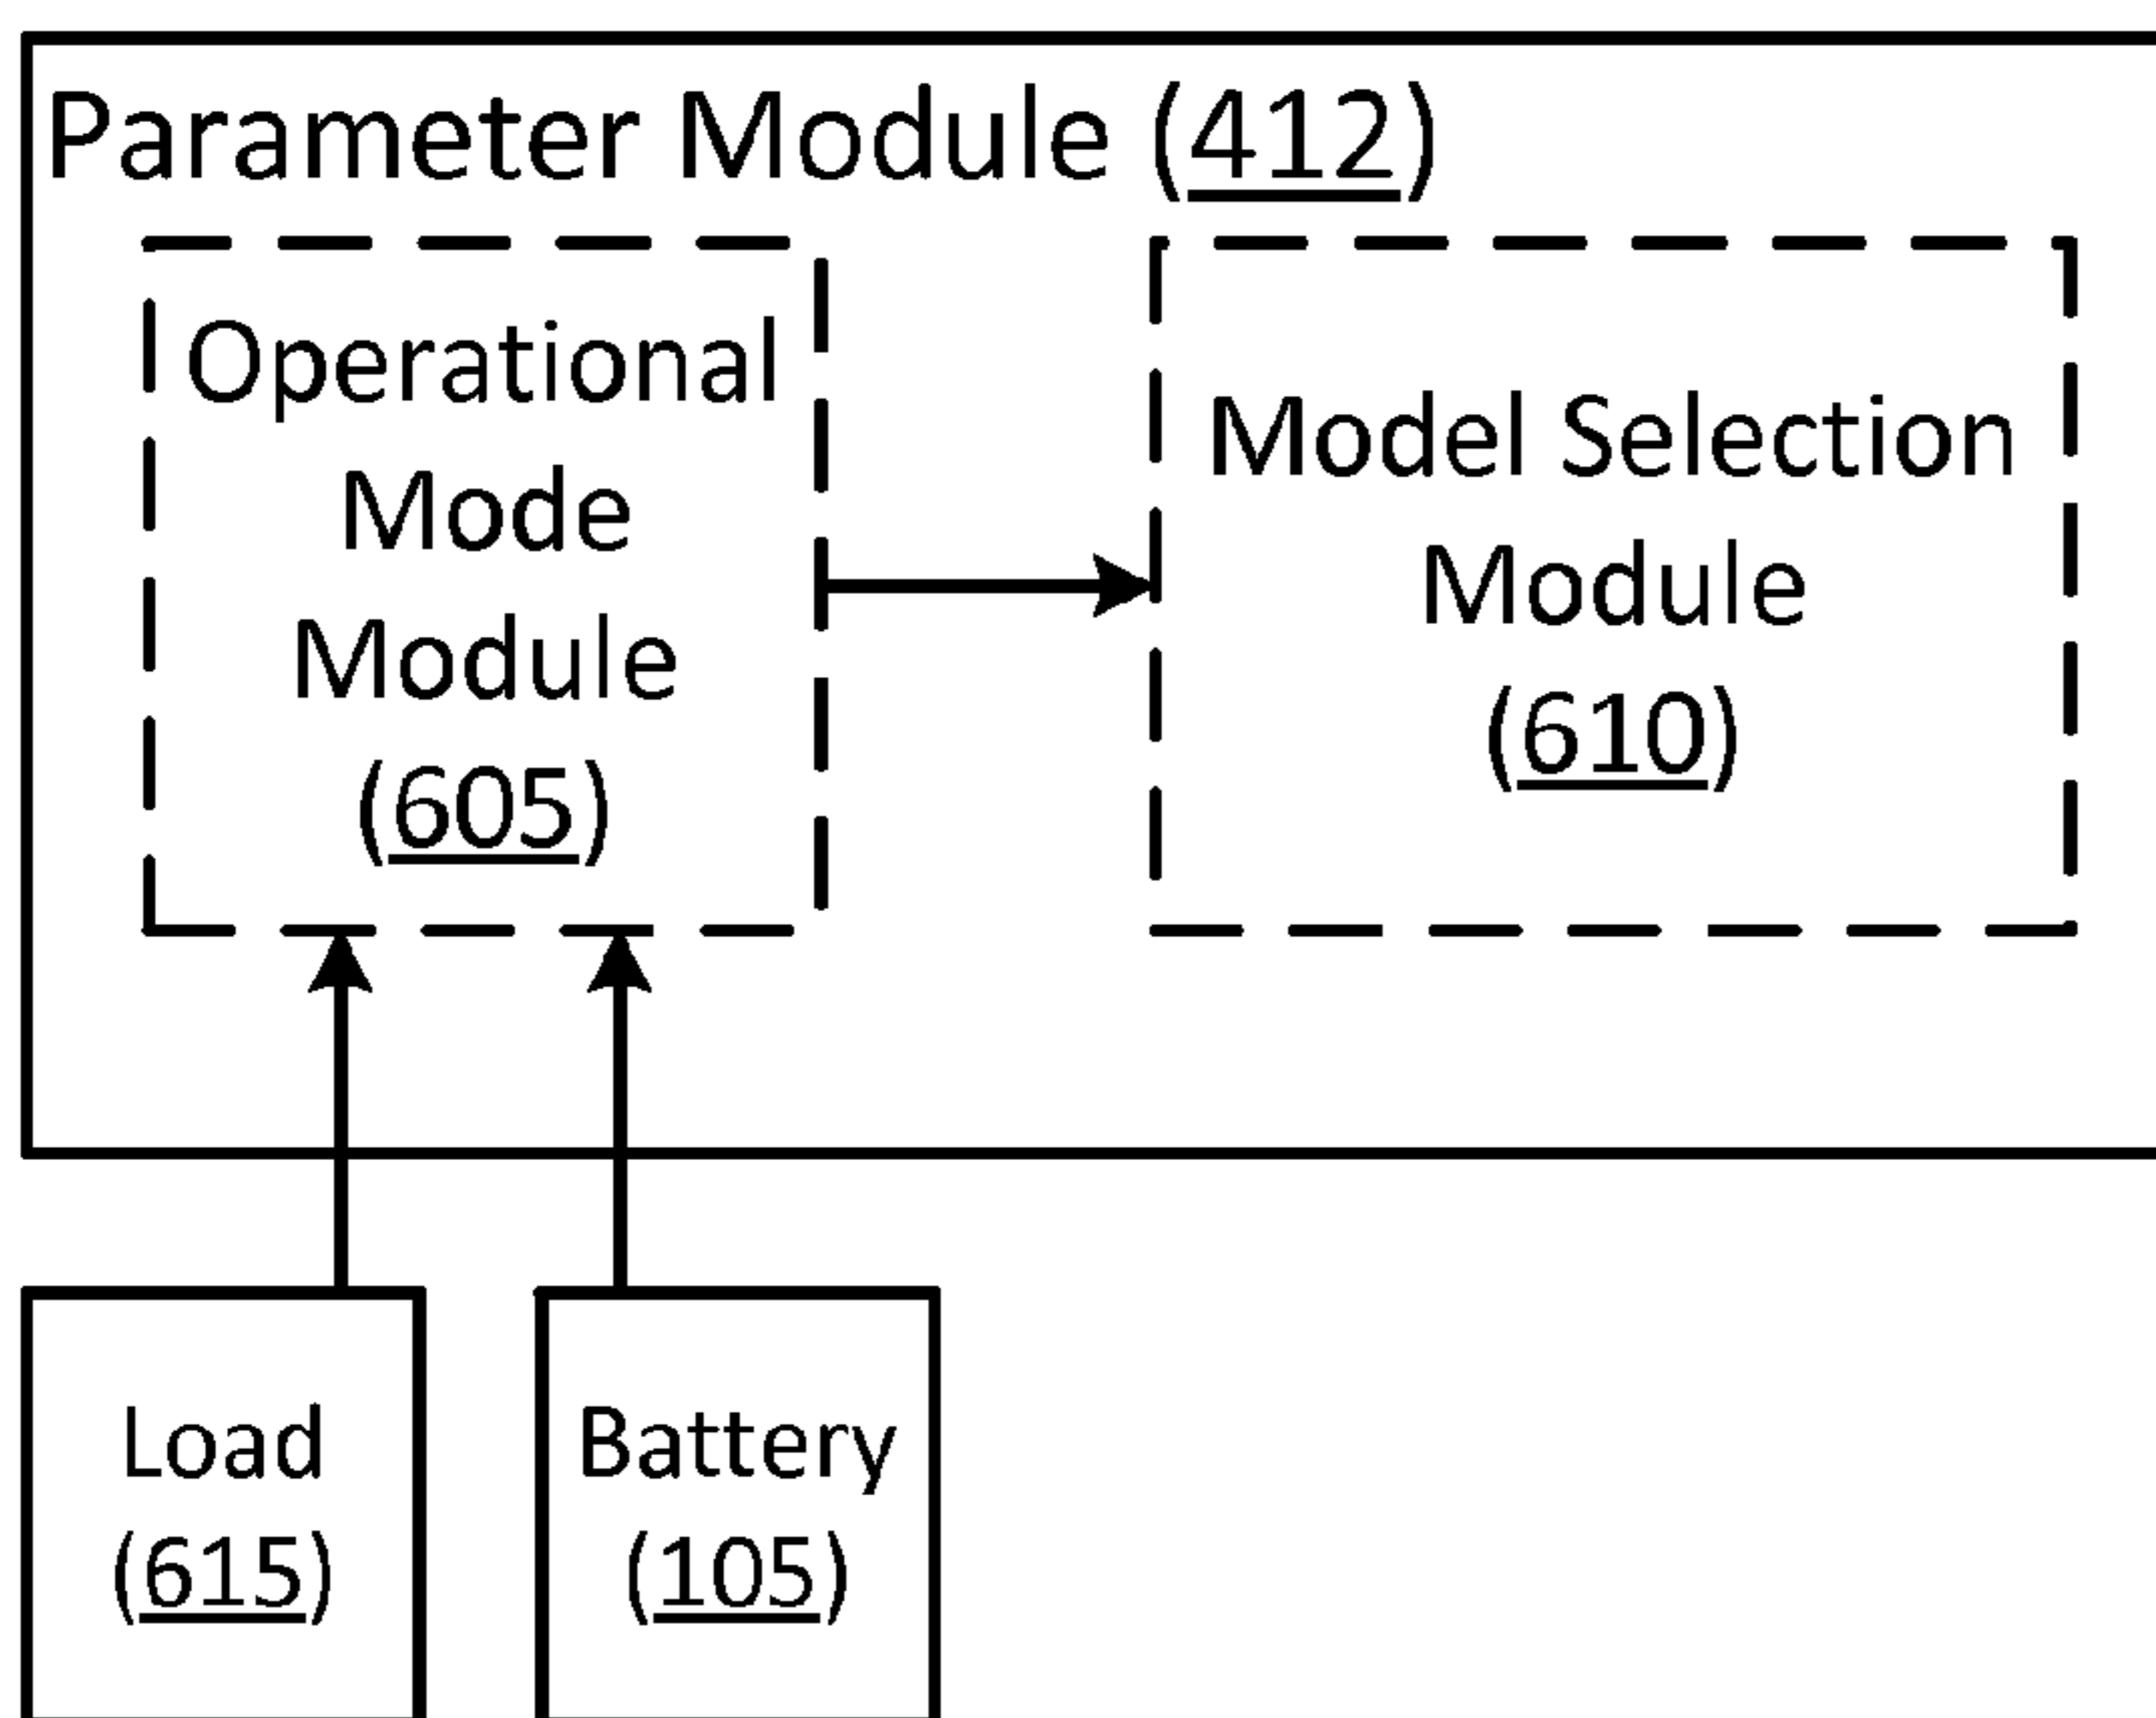 Parameter Module (412)
Operational
Mode
Module
(605)
Model Selection
Module
(610)
Load
(615)
Battery
(105)